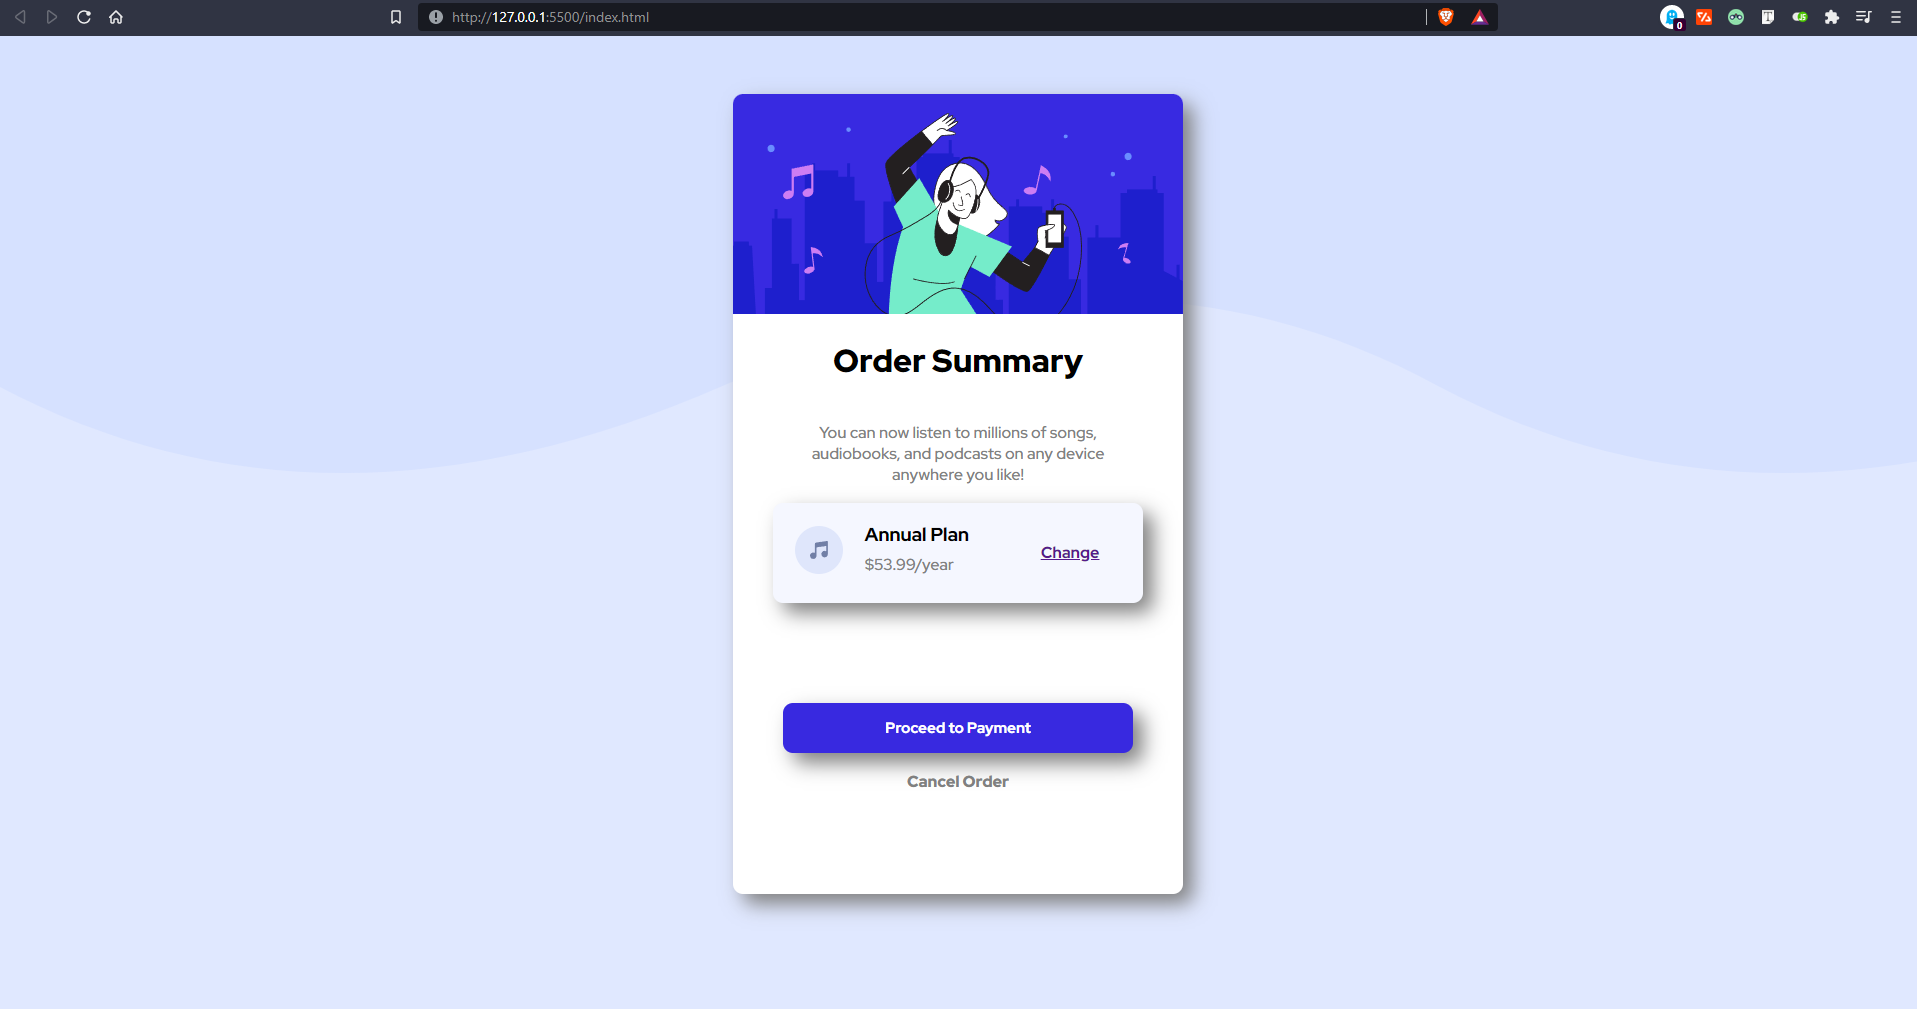 http://127.0.0.1:5500/index.html
0
Order Summary
You can now listen to millions of songs,
audiobooks, and podcasts on any device
anywhere you like!
Annual Plan
$53.99/year
Change
Proceed to Payment
Cancel Order